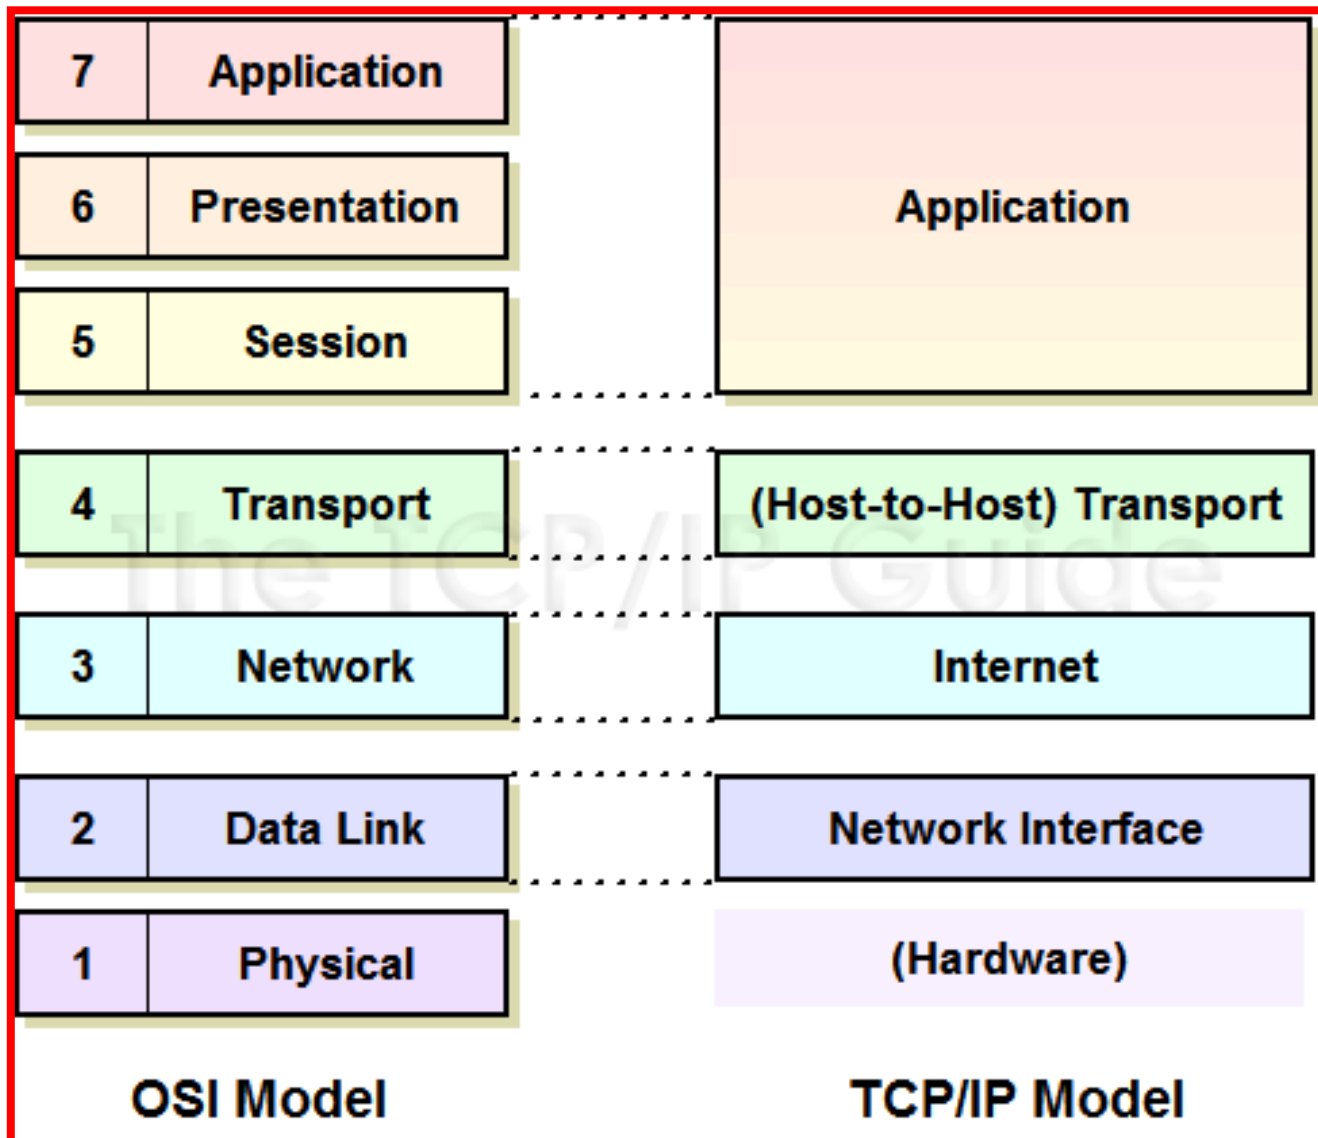 7 Application
6 Presentation
5 Session
4 Transport
3 Network
2 Data Link
1 Physical
OSI Model
Application
(Host-to-Host) Transport
Internet
Network Interface
(Hardware)
TCP/IP Model
The TCP/IP Guide